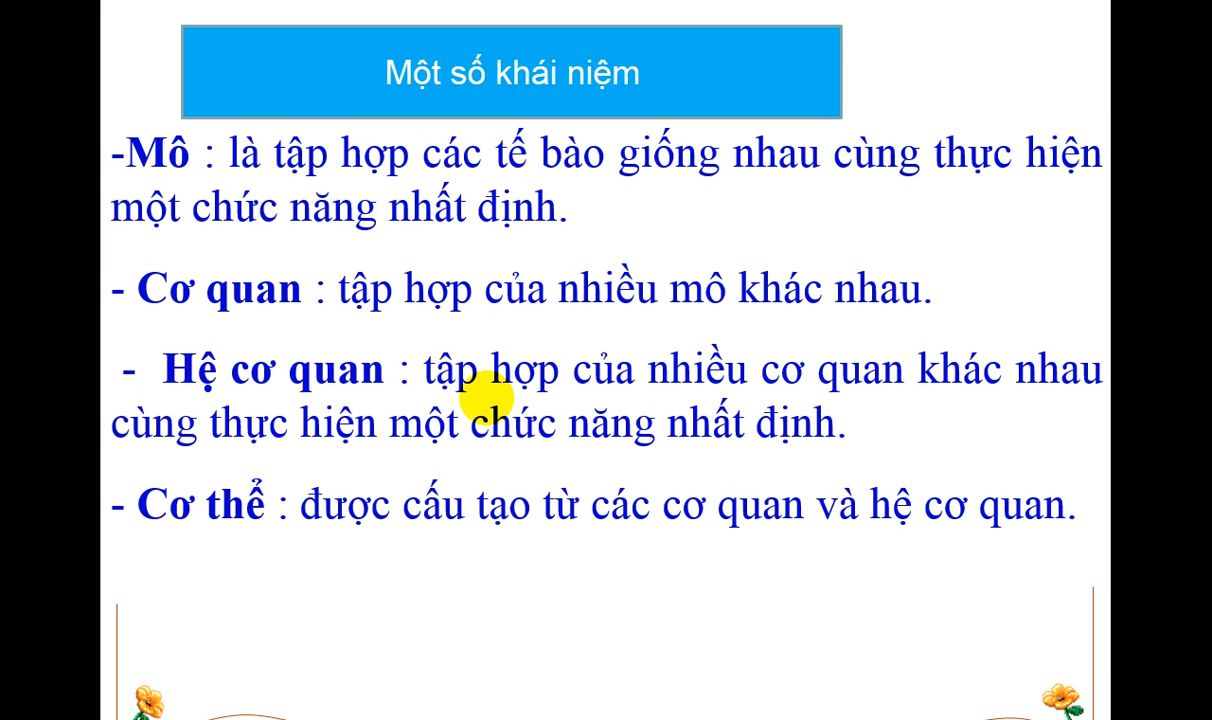 Một số khái niệm
-Mô : là tập hợp các tế bào giống nhau cùng thực hiện
một chức năng nhất định.
- Cơ quan : tập hợp của nhiều mô khác nhau.
- Hệ cơ quan : tập hợp của nhiều cơ quan khác nhau
cùng thực hiện một chức năng nhất định.
- Cơ thể : được cấu tạo từ các cơ quan và hệ cơ quan.